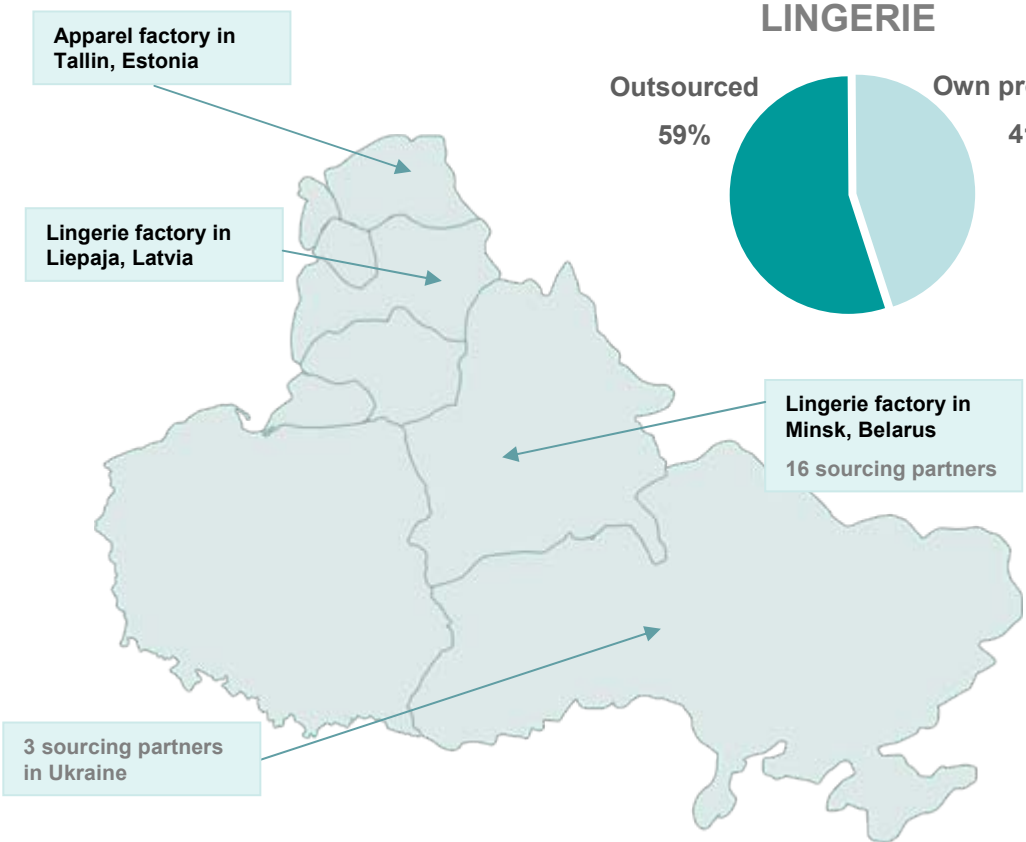 LINGERIE
Apparel factory in
Tallin, Estonia
Outsourced
59%
Own
Lingerie factory in
Liepaja, Latvia
Lingerie factory in
Minsk, Belarus
16 sourcing partners
3 sourcing partners
in Ukraine